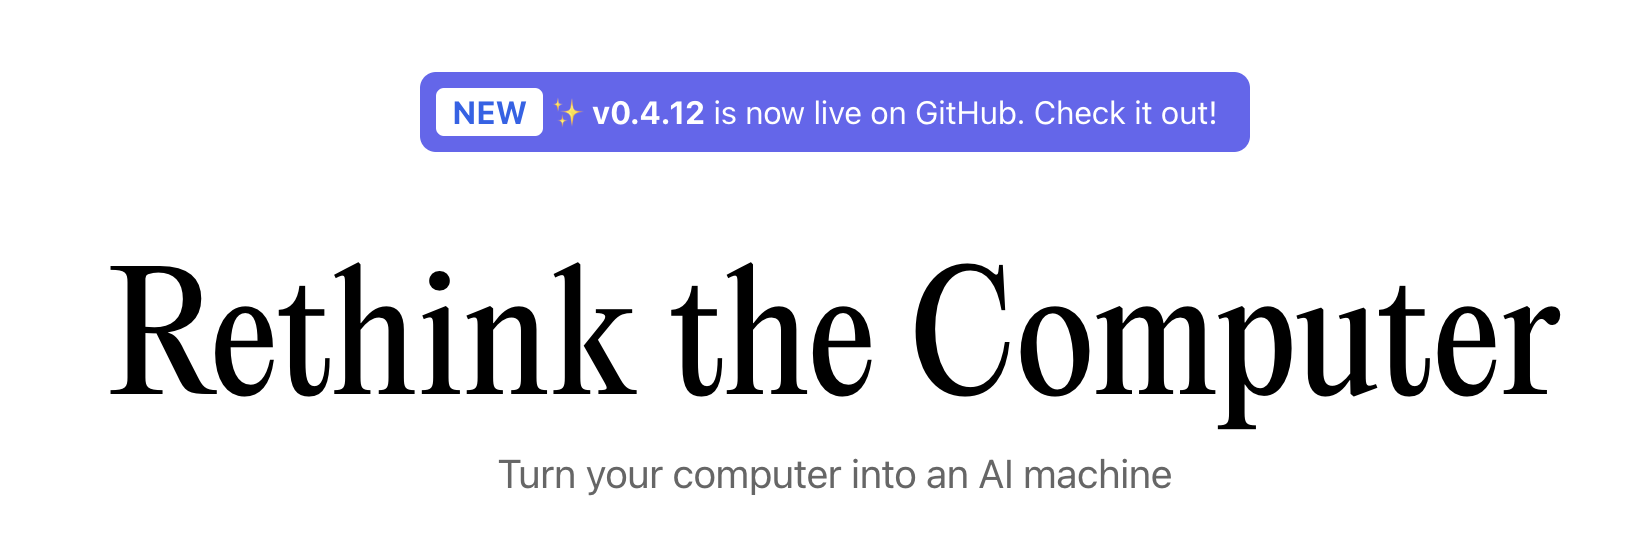 NEW ✨ v0.4.12 is now live on GitHub. Check it out!
Rethink the Computer
Turn your computer into an AI machine